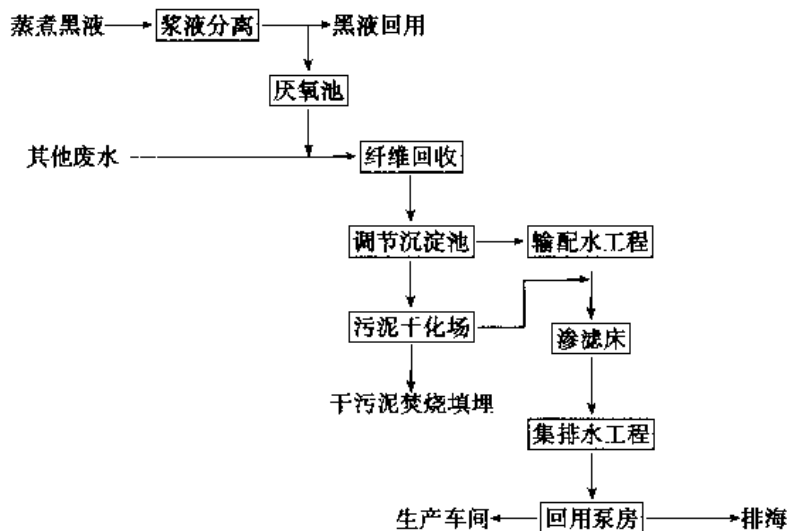 蒸煮黑液
浆液分离
黑液回用
厌氧池
其他废水
纤维回收
调节沉淀池
输配水工程
污泥干化场
渗滤床
干污泥焚烧填埋
集排水工程
生产车间
回用泵房
排海